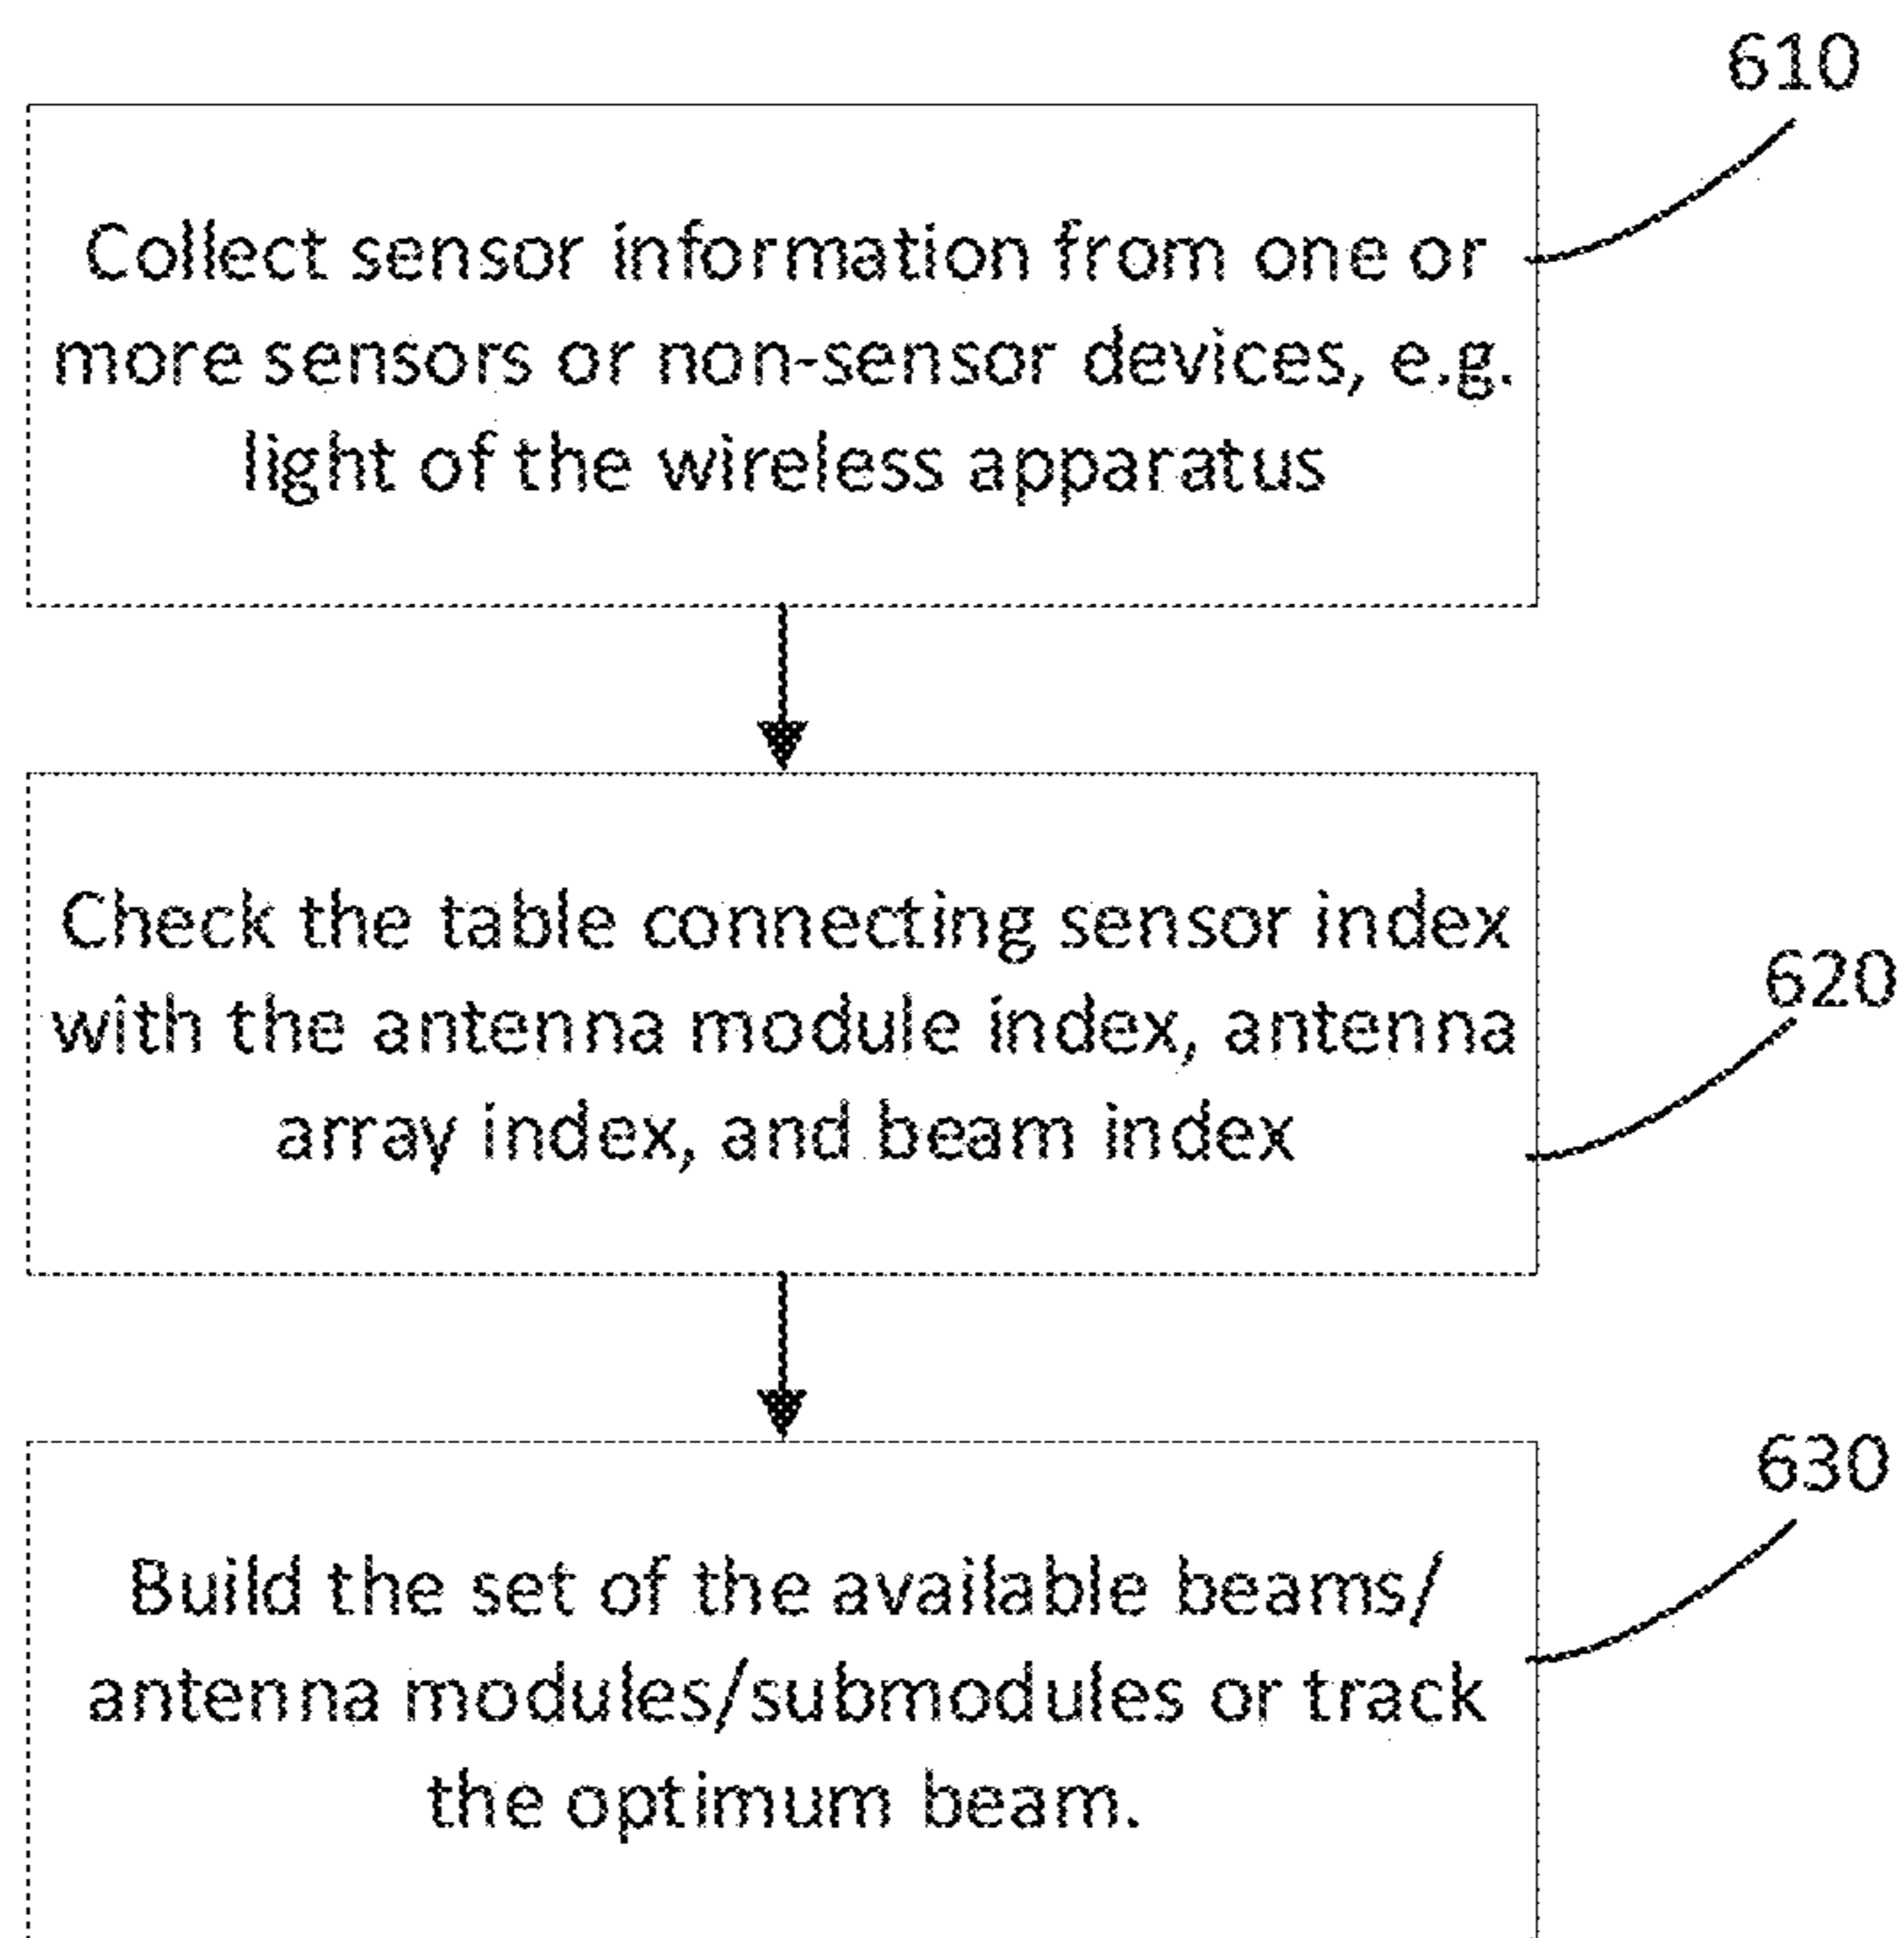 610
Collect sensor information from one or
more sensors or non-sensor devices, e.g.
light of the wireless apparatus
Check the table connecting sensor index
with the antenna module index, antenna
array index, and beam index
620
630
Build the set of the available beams/
antenna modules/submodules or track
the optimum beam.